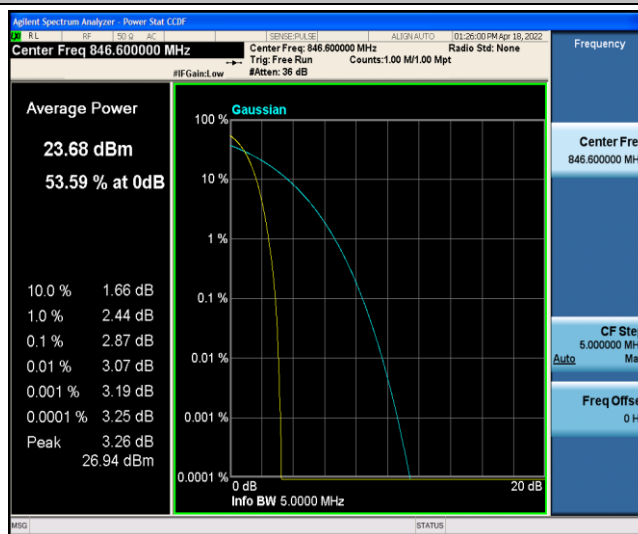 Agilent Spectrum Analyzer - Power Stat CCDF
RL RF 50 Ω AC SENSE:PULSE ALIGN AUTO 01:26:00 PM Apr 18, 2022
Center Freq 846.600000 MHz
Center Freq: 846.600000 MHz Radio Std: None
Trig: Free Run Counts:1.00 M/1.00 Mpt
#IFGain:Low #Atten: 36 dB
Frequency
Average Power
23.68 dBm
53.59 % at 0dB
10.0 % 1.66 dB
1.0 % 2.44 dB
0.1 % 2.87 dB
0.01 % 3.07 dB
0.001 % 3.19 dB
0.0001 % 3.25 dB
Peak 3.26 dB
26.94 dBm
Gaussian
100 %
10 %
1 %
0.1 %
0.01 %
0.001 %
0.0001 %
0 dB 20 dB
Info BW 5.0000 MHz
Center Fre
846.600000 MH
CF Ste
5.000000 MH
Auto Ma
Freq Offse
0 H
MSG STATUS